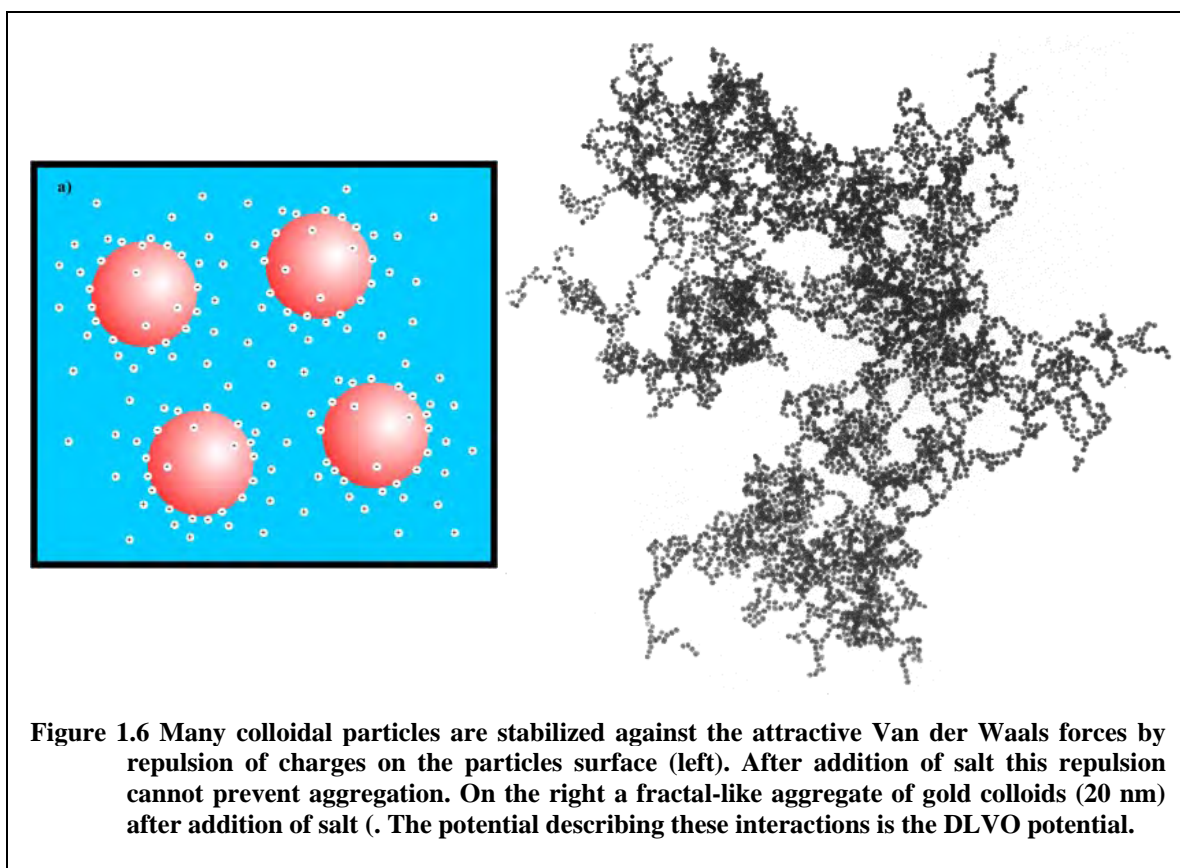 a)
Figure 1.6 Many colloidal particles are stabilized against the attractive Van der Waals forces by
repulsion of charges on the particles surface (left). After addition of salt this repulsion
cannot prevent aggregation. On the right a fractal-like aggregate of gold colloids (20 nm)
after addition of salt (. The potential describing these interactions is the DLVO potential.